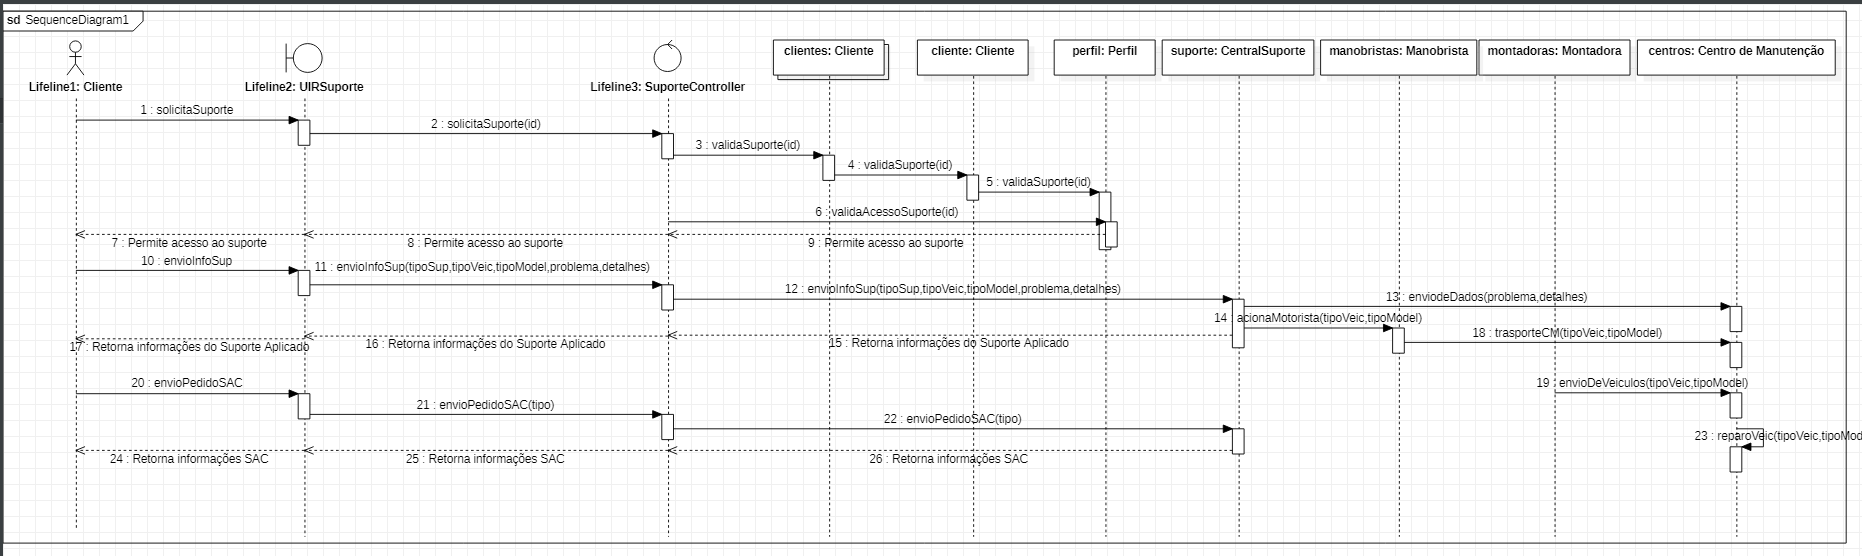 sd SequenceDiagram1
Lifeline1: Cliente
Lifeline2: UIRSuporte
Lifeline3: SuporteController
clientes: Cliente
cliente: Cliente
perfil: Perfil
suporte: CentralSuporte
manobristas: Manobrista
montadoras: Montadora
centros: Centro de Manutenção
1 : solicitaSuporte
2 : solicitaSuporte(id)
3 : validaSuporte(id)
4 : validaSuporte(id)
5 : validaSuporte(id)
6 : validaAcessoSuporte(id)
7 : Permite acesso ao suporte
8 : Permite acesso ao suporte
9 : Permite acesso ao suporte
10 : envioInfoSup
11 : envioInfoSup(tipoSup,tipoVeic,tipoModel,problema,detalhes)
12 : envioInfoSup(tipoSup,tipoVeic,tipoModel,problema,detalhes)
13 : enviodeDados(problema,detalhes)
14 : acionaMotorista(tipoVeic,tipoModel)
18 : trasporteCM(tipoVeic,tipoModel)
17 : Retorna informações do Suporte Aplicado
16 : Retorna informações do Suporte Aplicado
15 : Retorna informações do Suporte Aplicado
20 : envioPedidoSAC
19 : envioDeVeiculos(tipoVeic,tipoModel)
21 : envioPedidoSAC(tipo)
22 : envioPedidoSAC(tipo)
23 : reparoVeic(tipoVeic,tipoMod
24 : Retorna informações SAC
25 : Retorna informações SAC
26 : Retorna informações SAC